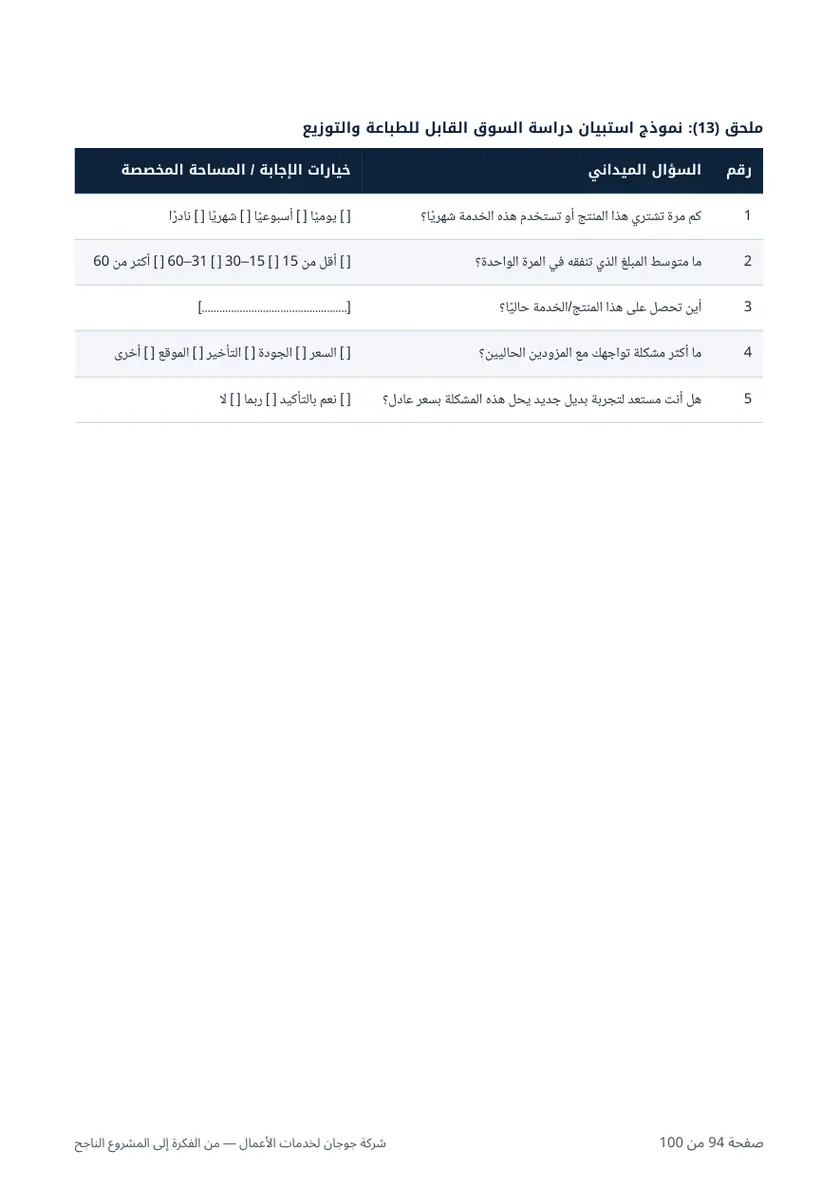 ملحق (13): نموذج استبيان دراسة السوق القابل للطباعة والتوزيع
رقم السؤال الميداني خيارات الإجابة / المساحة المخصصة
1 كم مرة تشتري هذا المنتج أو تستخدم هذه الخدمة شهريًا؟ [ ] يوميًا [ ] أسبوعيًا [ ] شهريًا [ ] نادرًا
2 ما متوسط المبلغ الذي تنفقه في المرة الواحدة؟ [ ] أقل من 15 [ ] 15–30 [ ] 31–60 [ ] أكثر من 60
3 أين تحصل على هذا المنتج/الخدمة حاليًا؟ [..................................................]
4 ما أكثر مشكلة تواجهك مع المزودين الحاليين؟ [ ] السعر [ ] الجودة [ ] التأخير [ ] الموقع [ ] أخرى
5 هل أنت مستعد لتجربة بديل جديد يحل هذه المشكلة بسعر عادل؟ [ ] نعم بالتأكيد [ ] ربما [ ] لا
صفحة 94 من 100 شركة جوجان لخدمات الأعمال — من الفكرة إلى المشروع الناجح